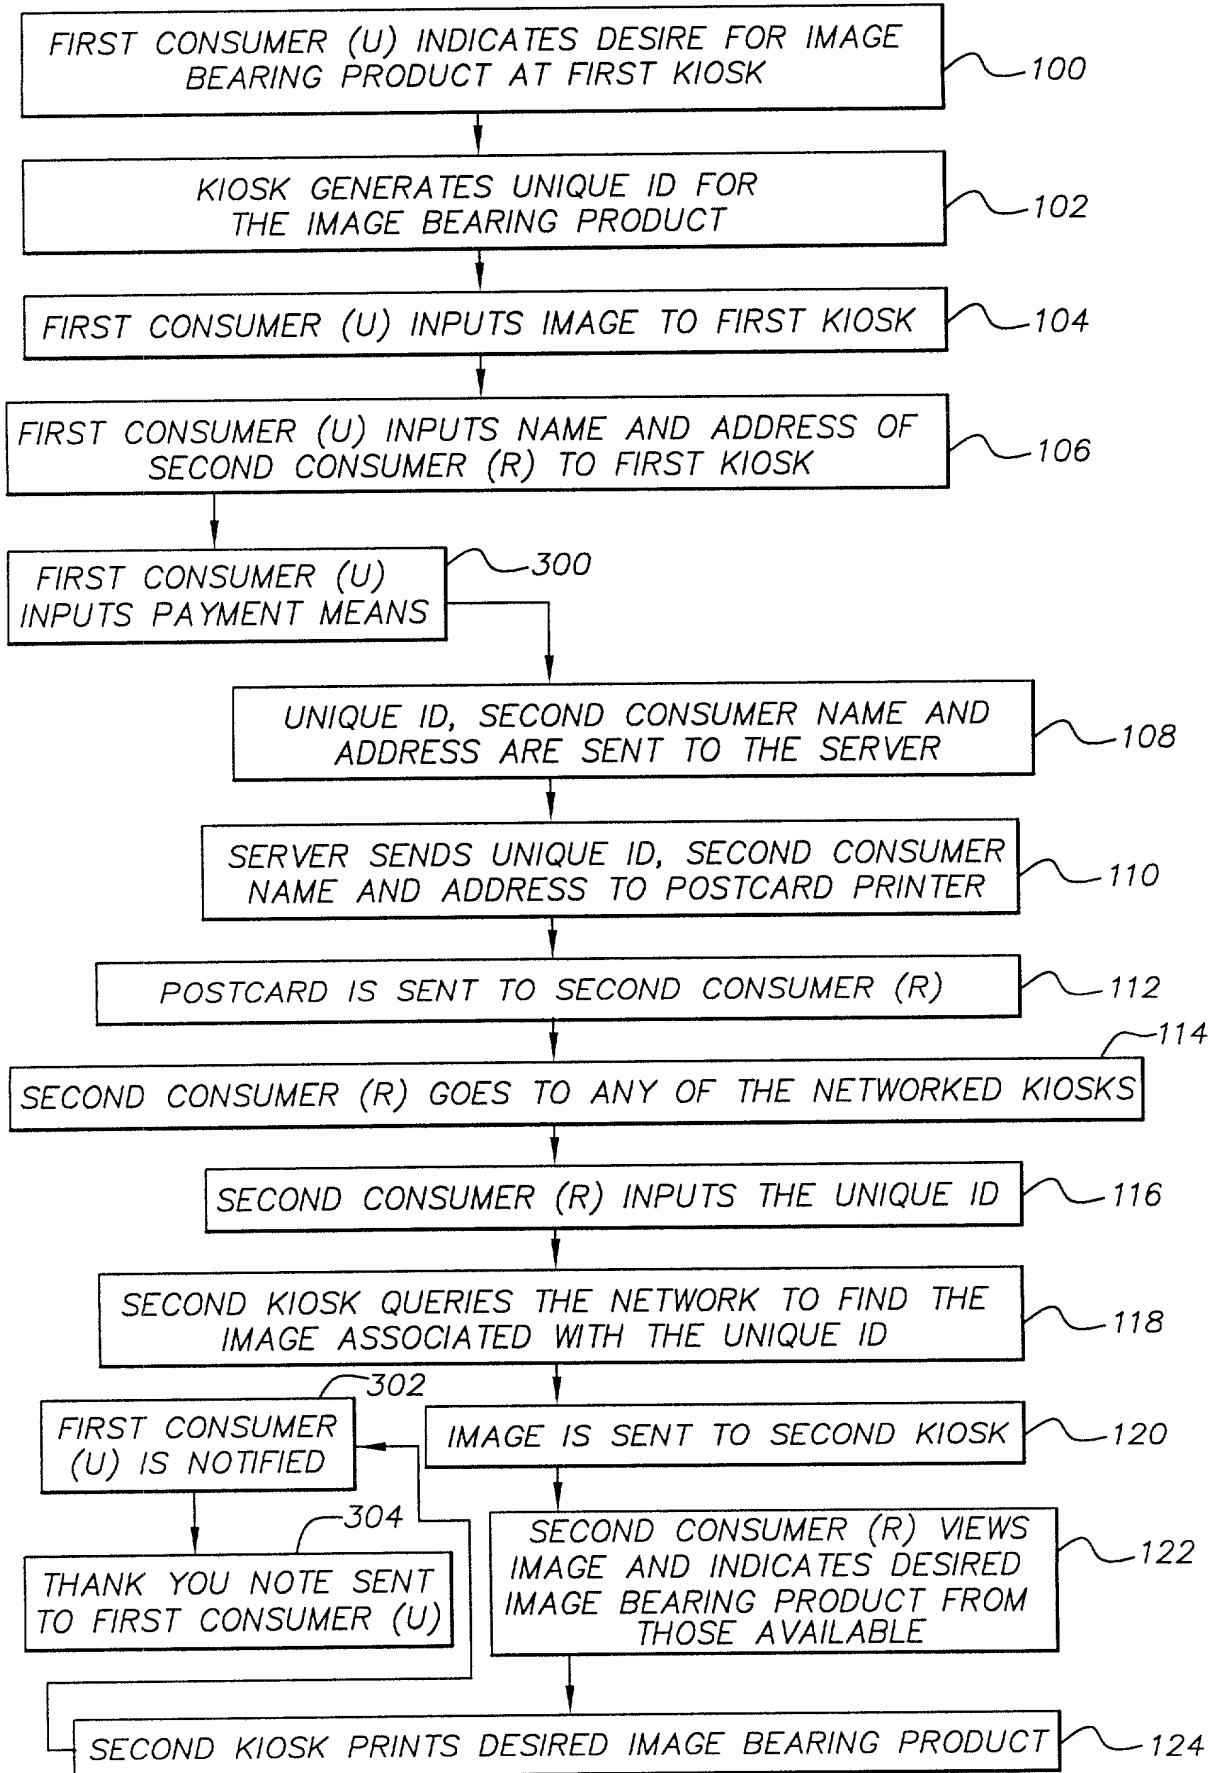 FIRST CONSUMER (U) INDICATES DESIRE FOR IMAGE
BEARING PRODUCT AT FIRST KIOSK
100
KIOSK GENERATES UNIQUE ID FOR
THE IMAGE BEARING PRODUCT
102
FIRST CONSUMER (U) INPUTS IMAGE TO FIRST KIOSK
104
FIRST CONSUMER (U) INPUTS NAME AND ADDRESS OF
SECOND CONSUMER (R) TO FIRST KIOSK
106
FIRST CONSUMER (U)
INPUTS PAYMENT MEANS
300
UNIQUE ID, SECOND CONSUMER NAME AND
ADDRESS ARE SENT TO THE SERVER
108
SERVER SENDS UNIQUE ID, SECOND CONSUMER
NAME AND ADDRESS TO POSTCARD PRINTER
110
POSTCARD IS SENT TO SECOND CONSUMER (R)
112
114
SECOND CONSUMER (R) GOES TO ANY OF THE NETWORKED KIOSKS
SECOND CONSUMER (R) INPUTS THE UNIQUE ID
116
SECOND KIOSK QUERIES THE NETWORK TO FIND THE
IMAGE ASSOCIATED WITH THE UNIQUE ID
118
302
FIRST CONSUMER
(U) IS NOTIFIED
IMAGE IS SENT TO SECOND KIOSK
120
304
THANK YOU NOTE SENT
TO FIRST CONSUMER (U)
SECOND CONSUMER (R) VIEWS
IMAGE AND INDICATES DESIRED
IMAGE BEARING PRODUCT FROM
THOSE AVAILABLE
122
SECOND KIOSK PRINTS DESIRED IMAGE BEARING PRODUCT
124